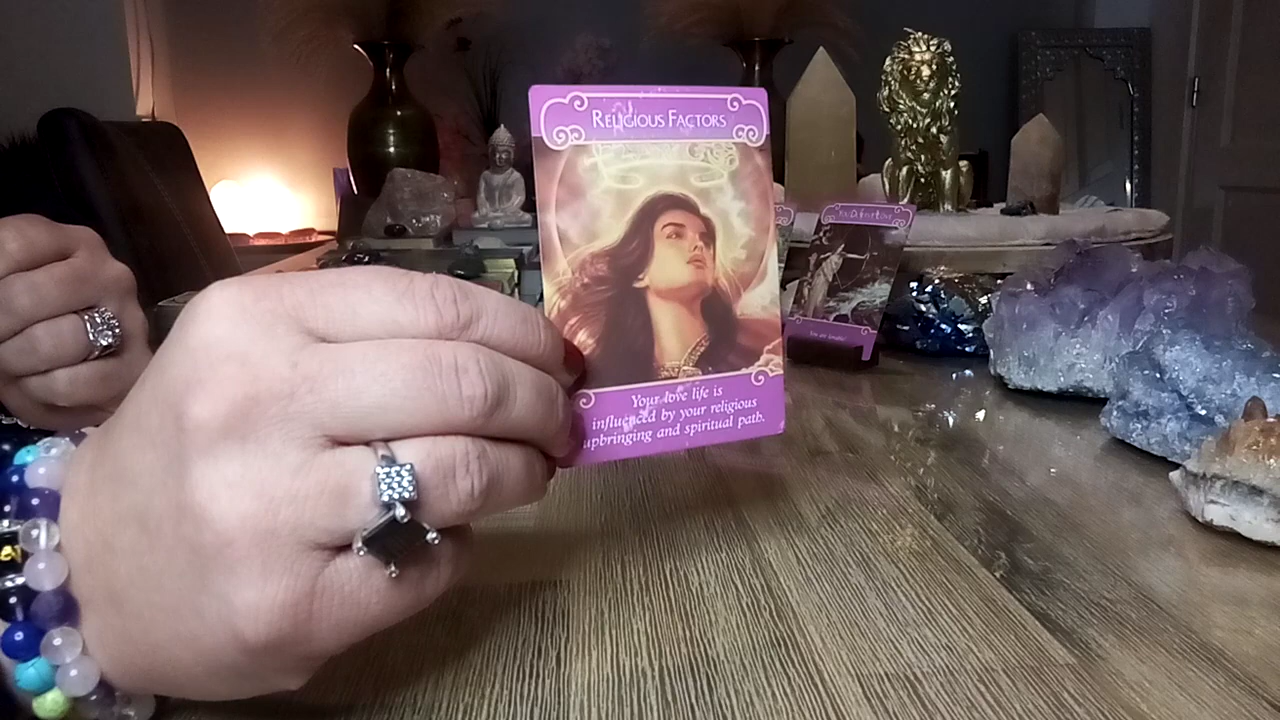 RELIGIOUS FACTORS
Your love life is
influenced by your religious
upbringing and spiritual path.